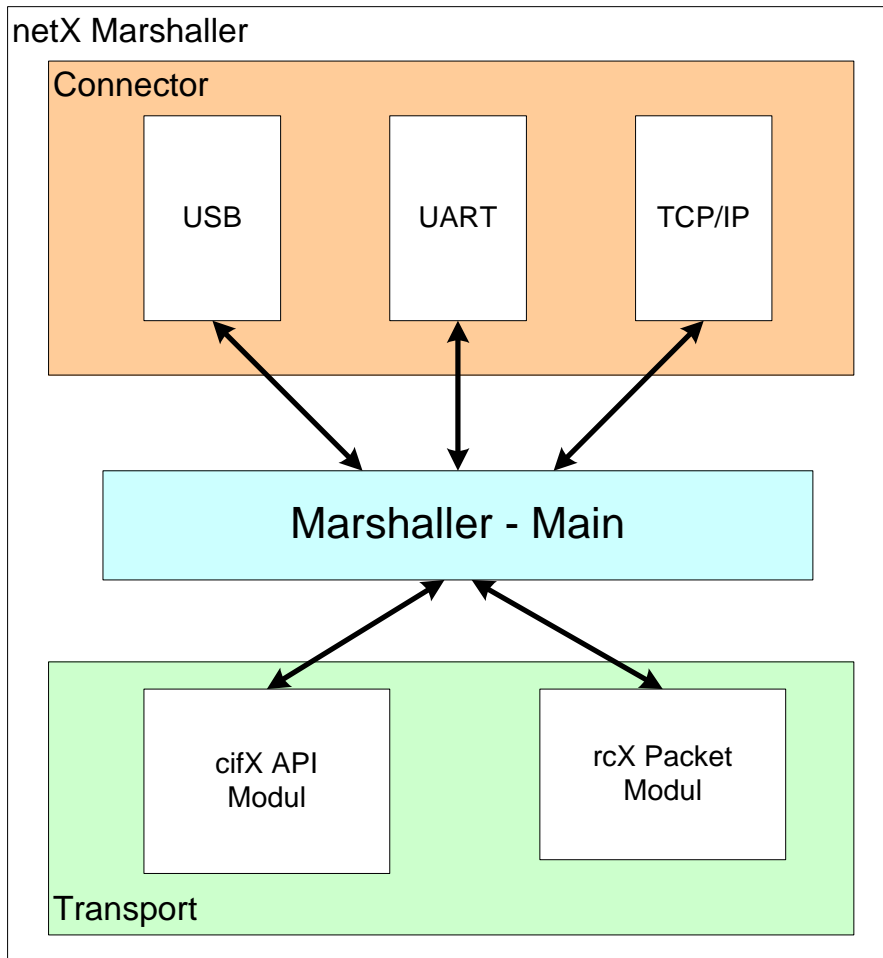 netX Marshaller
Connector
USB
UART
TCP/IP
Marshaller - Main
cifX API
Modul
rcX Packet
Modul
Transport